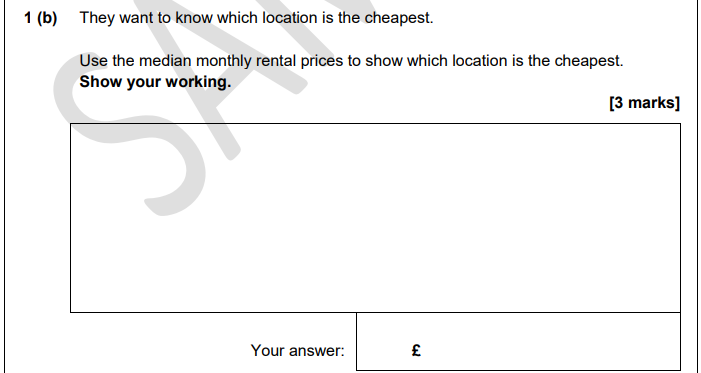 1 (b) They want to know which location is the cheapest.
Use the median monthly rental prices to show which location is the cheapest.
Show your working.
[3 marks]
Your answer: £